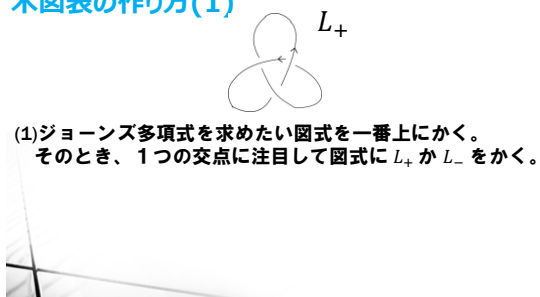 木図表の作り方(1)
L₊
(1)ジョーンズ多項式を求めたい図式を一番上にかく。
そのとき、１つの交点に注目して図式に L₊ か L₋ をかく。